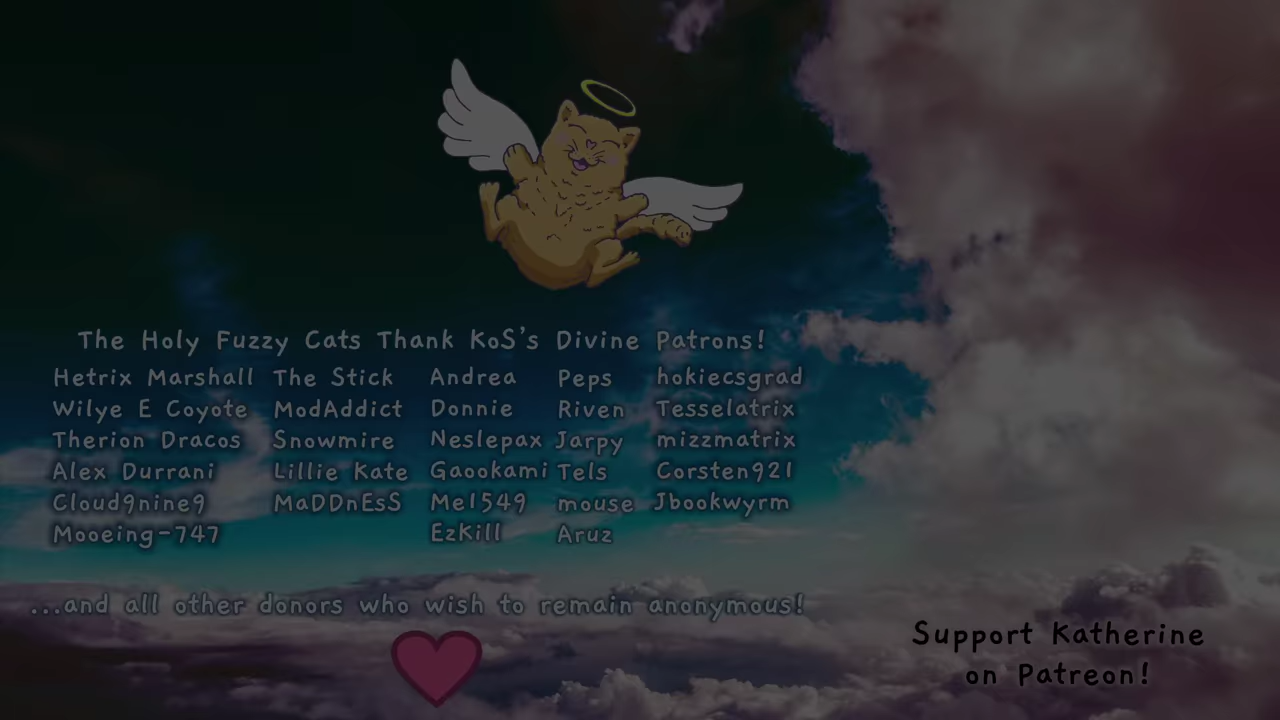 The Holy Fuzzy Cats Thank KoS's Divine Patrons!
Hetrix Marshall The Stick Andrea Peps hokiecsgrad
Wilye E Coyote ModAddict Donnie Riven Tesselatrix
Therion Dracos Snowmire Neslepax Jarpy mizzmatrix
Alex Durrani Lillie Kate Gaookami Tels Corsten921
Cloud9nine9 MaDDnEsS Me1549 mouse Jbookwyrm
Mooeing-747 EzKill Aruz
...and all other donors who wish to remain anonymous!
Support Katherine
on Patreon!